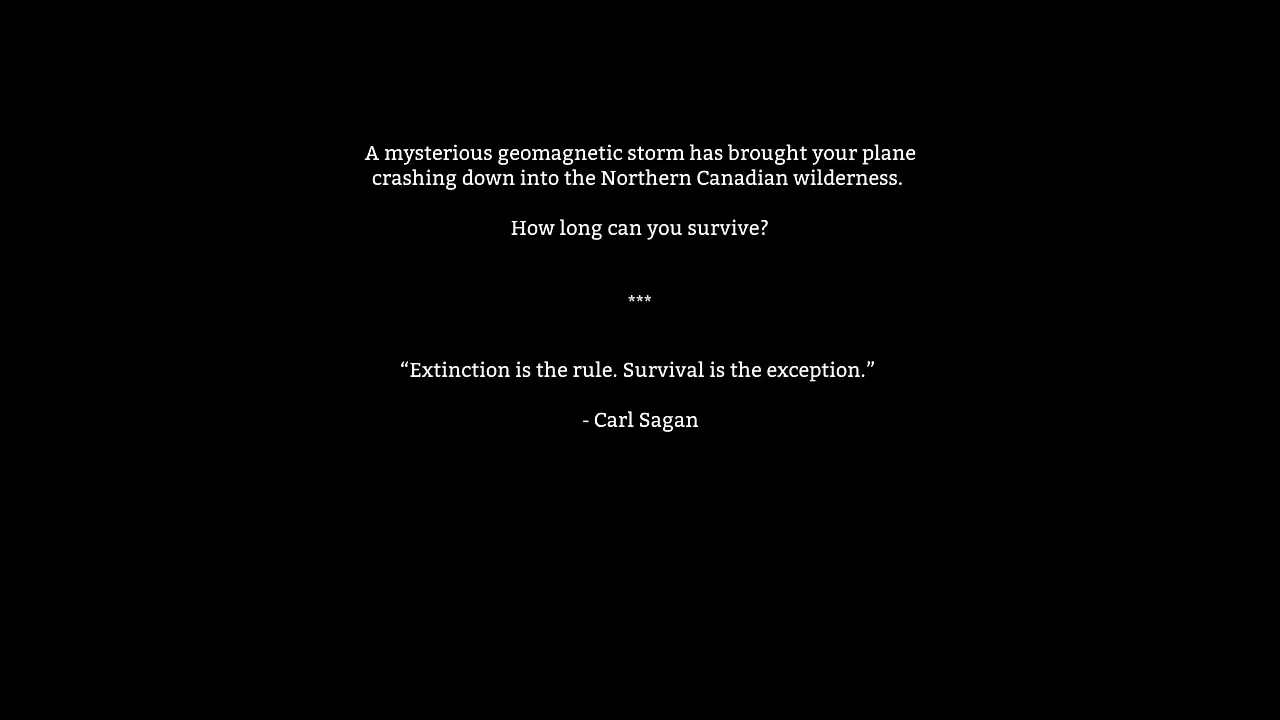 A mysterious geomagnetic storm has brought your plane
crashing down into the Northern Canadian wilderness.
How long can you survive?
***
“Extinction is the rule. Survival is the exception.”
- Carl Sagan